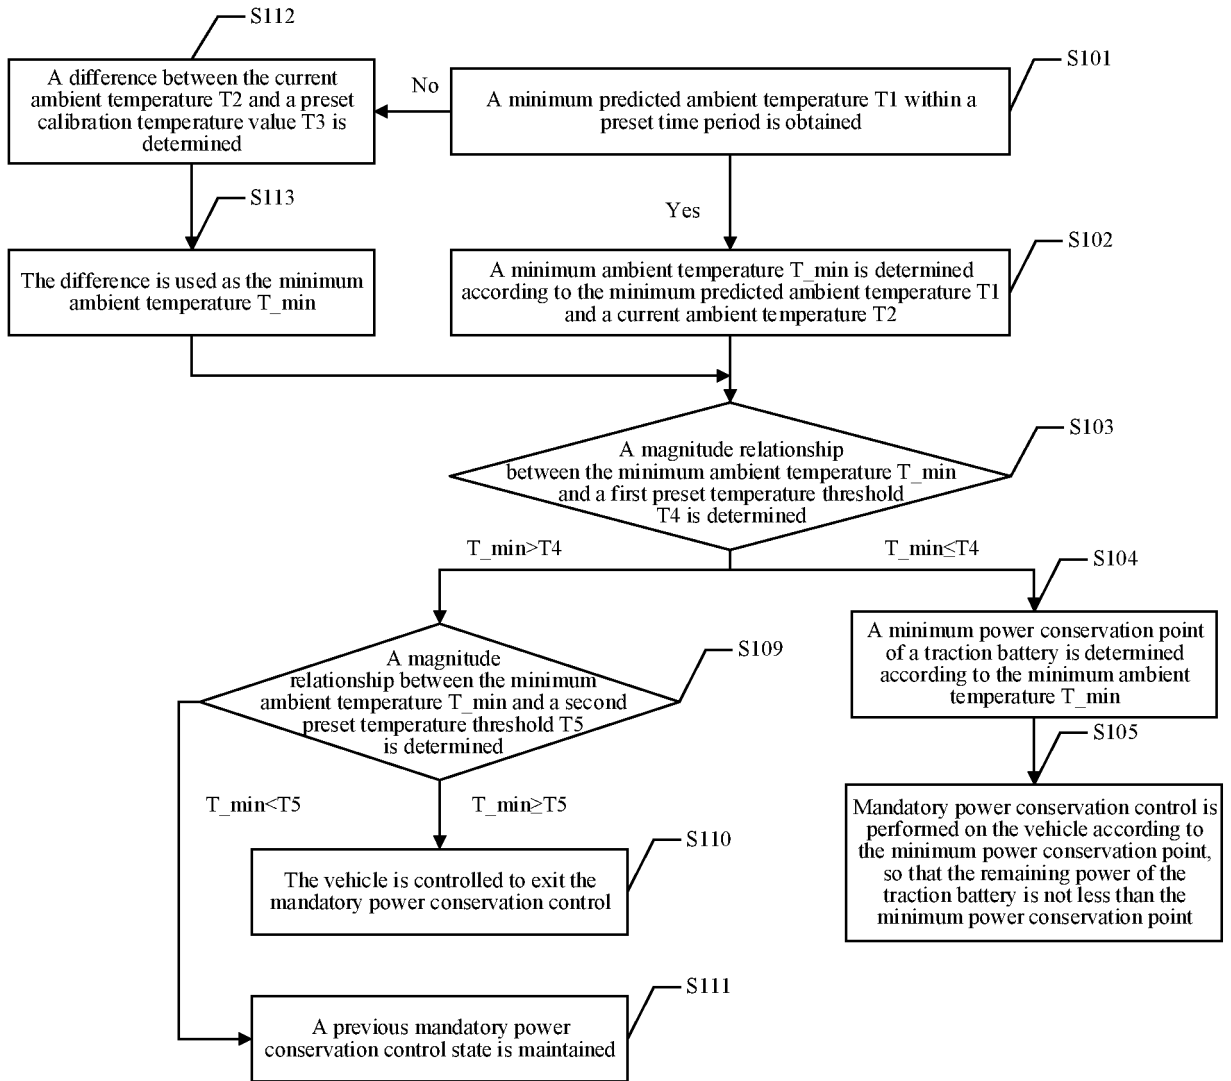 S112
A difference between the current
ambient temperature T2 and a preset
calibration temperature value T3 is
determined
No
S101
A minimum predicted ambient temperature T1 within a
preset time period is obtained
S113
Yes
The difference is used as the minimum
ambient temperature T_min
S102
A minimum ambient temperature T_min is determined
according to the minimum predicted ambient temperature T1
and a current ambient temperature T2
S103
A magnitude relationship
between the minimum ambient temperature T_min
and a first preset temperature threshold
T4 is determined
T_min>T4
T_min≤T4
S104
A minimum power conservation point
of a traction battery is determined
according to the minimum ambient
temperature T_min
S109
A magnitude
relationship between the minimum
ambient temperature T_min and a second
preset temperature threshold T5
is determined
S105
Mandatory power conservation control is
performed on the vehicle according to
the minimum power conservation point,
so that the remaining power of the
traction battery is not less than the
minimum power conservation point
T_min<T5
T_min≥T5
S110
The vehicle is controlled to exit the
mandatory power conservation control
S111
A previous mandatory power
conservation control state is maintained